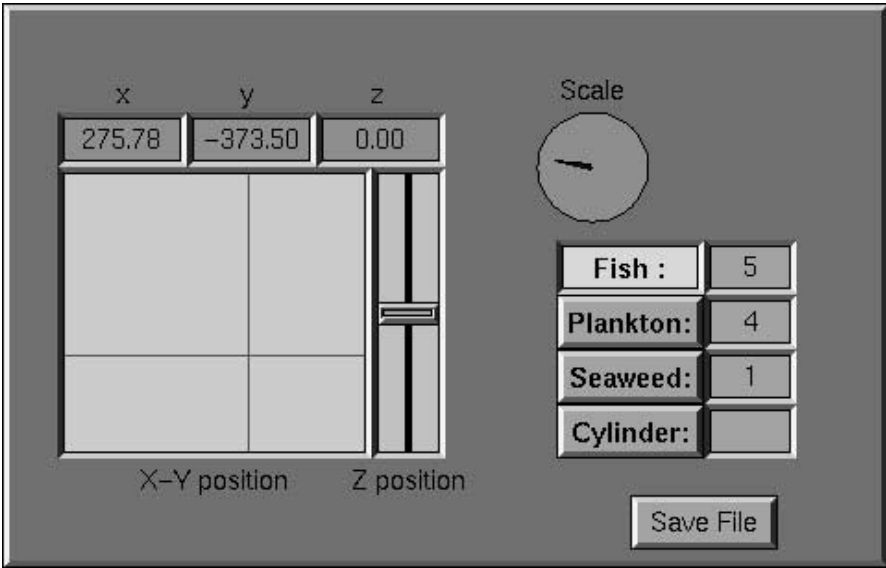 x y z
275.78 −373.50 0.00
Scale
Fish : 5
Plankton: 4
Seaweed: 1
Cylinder:
X−Y position Z position
Save File